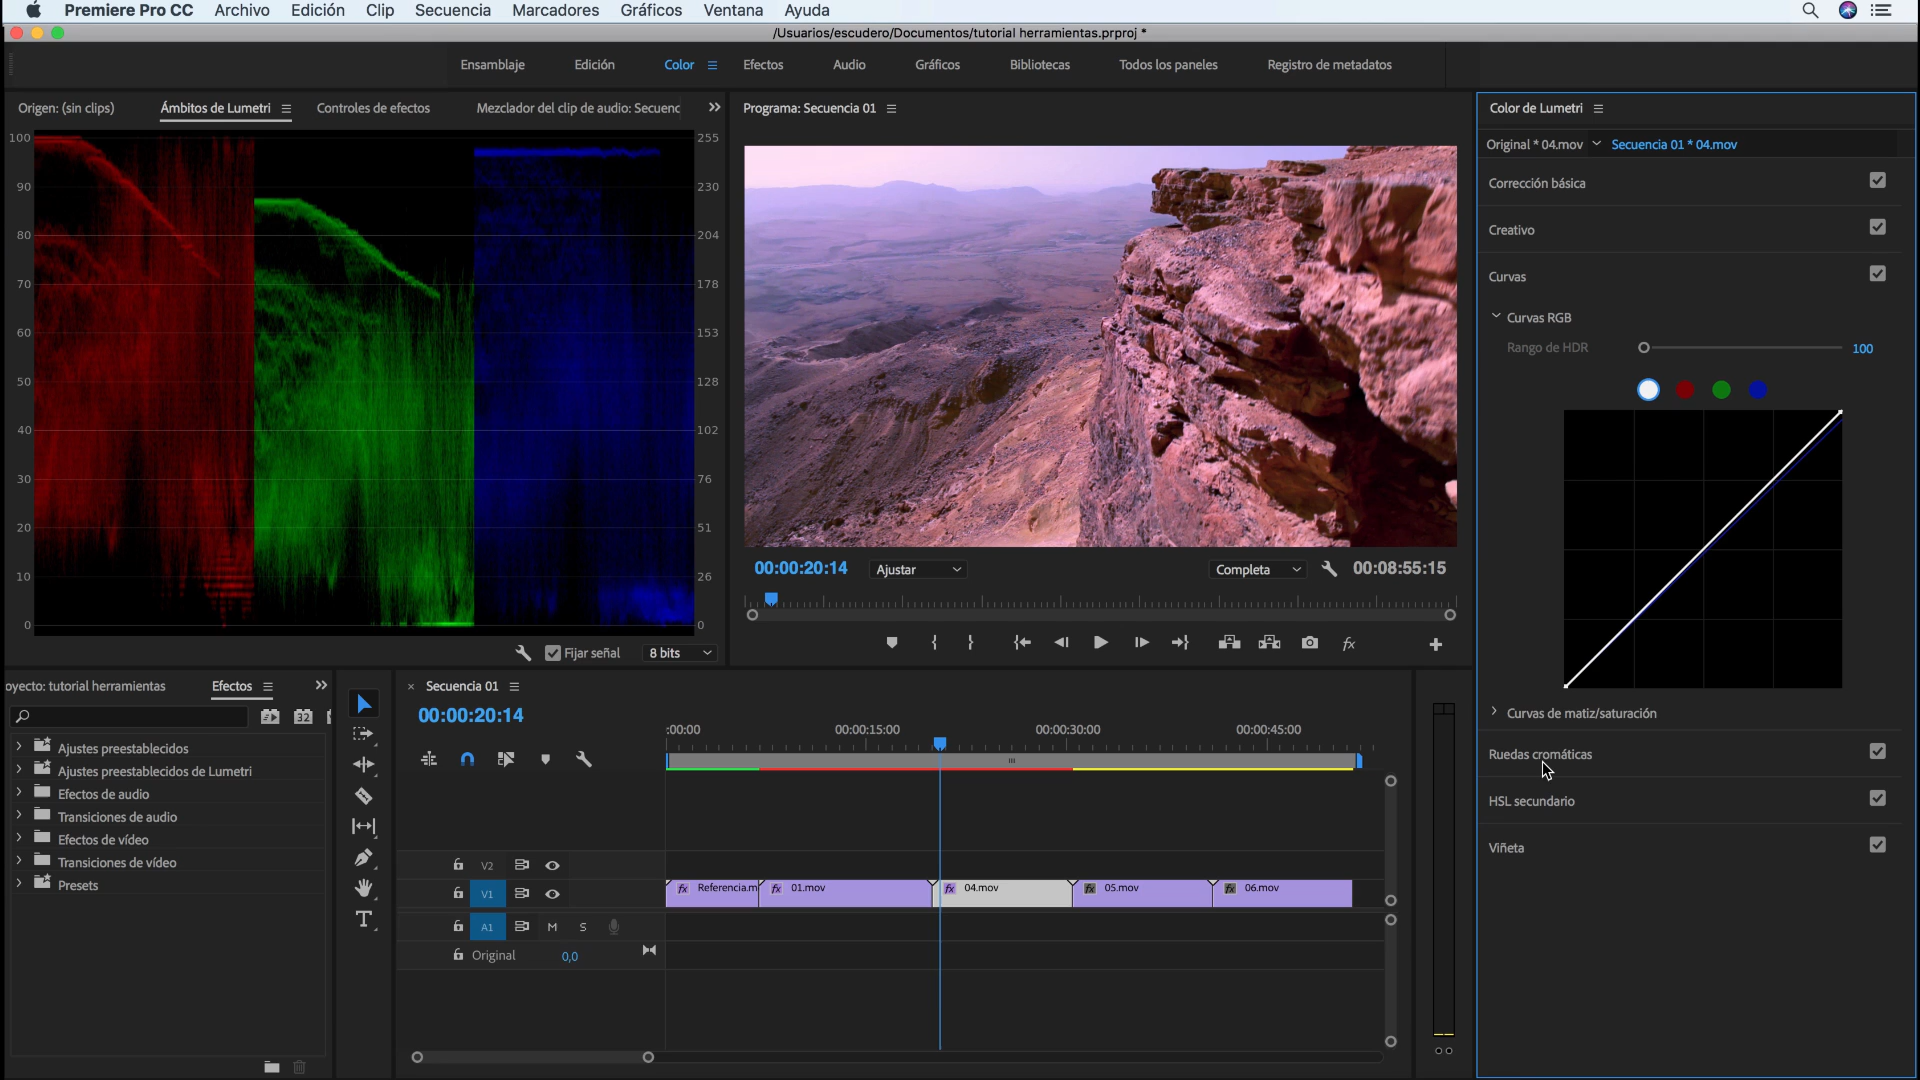 Premiere Pro CC Archivo Edición Clip Secuencia Marcadores Gráficos Ventana Ayuda
/Usuarios/escudero/Documentos/tutorial herramientas.prproj *
Ensamblaje Edición Color Efectos Audio Gráficos Bibliotecas Todos los paneles Registro de metadatos
Origen: (sin clips) Ámbitos de Lumetri Controles de efectos Mezclador del clip de audio: Secuenc
Programa: Secuencia 01
Color de Lumetri
Original * 04.mov Secuencia 01 * 04.mov
Corrección básica
Creativo
Curvas
Curvas RGB
Rango de HDR 100
Curvas de matiz/saturación
Ruedas cromáticas
HSL secundario
Viñeta
100 255
90 230
80 204
70 178
60 153
50 128
40 102
30 76
20 51
10 26
0 0
Fijar señal 8 bits
00:00:20:14 Ajustar Completa 00:08:55:15
fx
oyecto: tutorial herramientas Efectos
32
Ajustes preestablecidos
Ajustes preestablecidos de Lumetri
Efectos de audio
Transiciones de audio
Efectos de vídeo
Transiciones de vídeo
Presets
T
Secuencia 01
00:00:20:14
:00:00 00:00:15:00 00:00:30:00 00:00:45:00
V2
V1 fx Referencia.m fx 01.mov fx 04.mov fx 05.mov fx 06.mov
A1 M S
Original 0,0